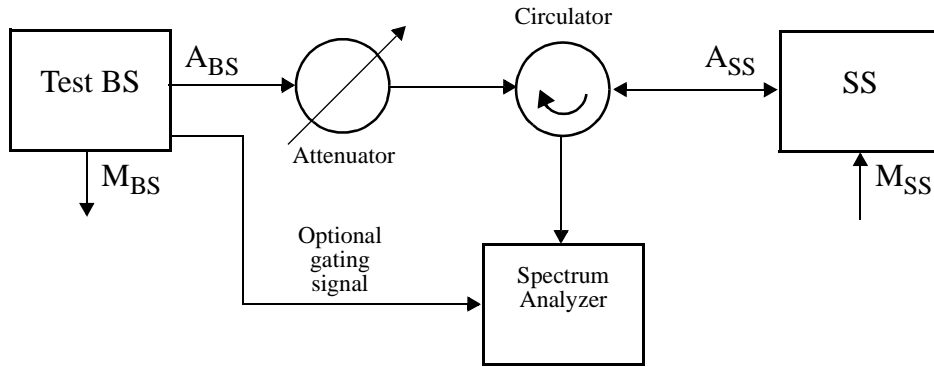 Circulator
Test BS
A_BS
A_SS
SS
Attenuator
M_BS
M_SS
Optional
gating
signal
Spectrum
Analyzer